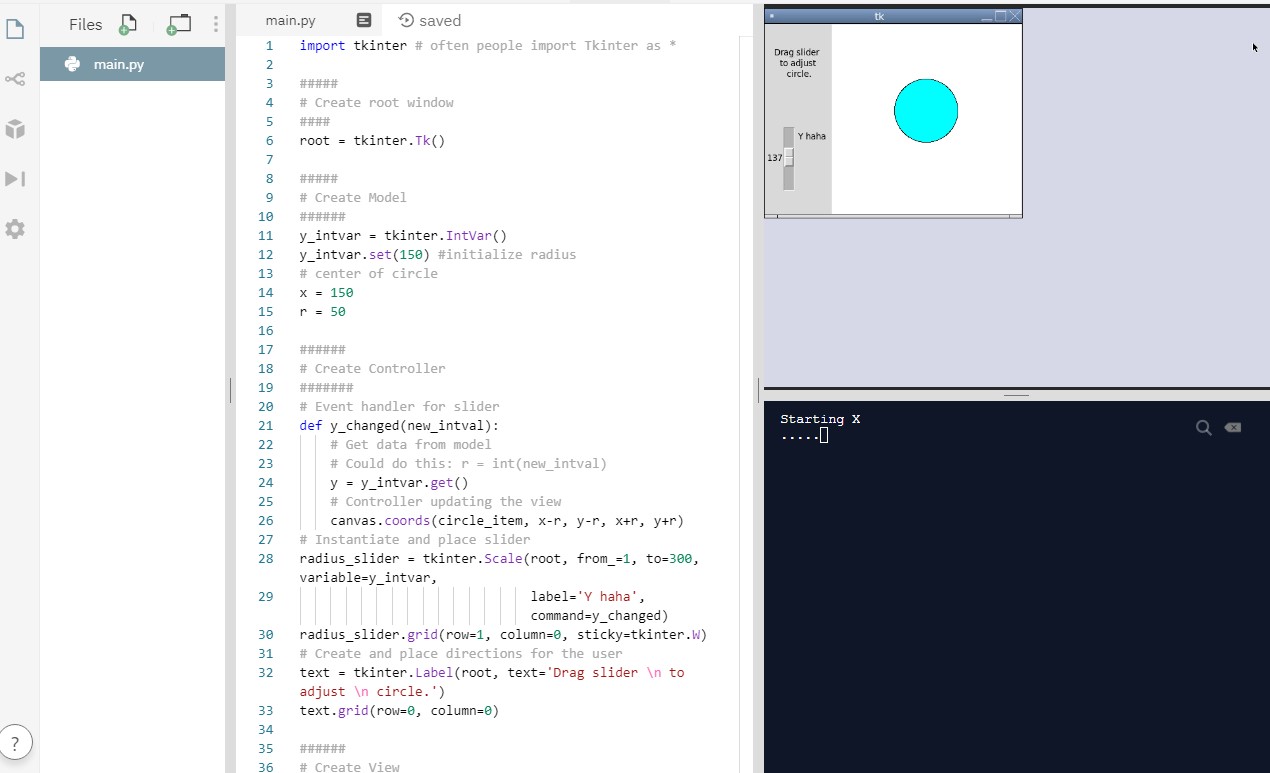 Files
main.py
main.py
saved
1 import tkinter # often people import Tkinter as *
2
3 #####
4 # Create root window
5 ####
6 root = tkinter.Tk()
7
8 #####
9 # Create Model
10 ######
11 y_intvar = tkinter.IntVar()
12 y_intvar.set(150) #initialize radius
13 # center of circle
14 x = 150
15 r = 50
16
17 ######
18 # Create Controller
19 #######
20 # Event handler for slider
21 def y_changed(new_intval):
22 # Get data from model
23 # Could do this: r = int(new_intval)
24 y = y_intvar.get()
25 # Controller updating the view
26 canvas.coords(circle_item, x-r, y-r, x+r, y+r)
27 # Instantiate and place slider
28 radius_slider = tkinter.Scale(root, from_=1, to=300,
variable=y_intvar,
29 label='Y haha',
command=y_changed)
30 radius_slider.grid(row=1, column=0, sticky=tkinter.W)
31 # Create and place directions for the user
32 text = tkinter.Label(root, text='Drag slider \n to
adjust \n circle.')
33 text.grid(row=0, column=0)
34
35 ######
36 # Create View
?
tk
Drag slider
to adjust
circle.
Y haha
137
Starting X
.....